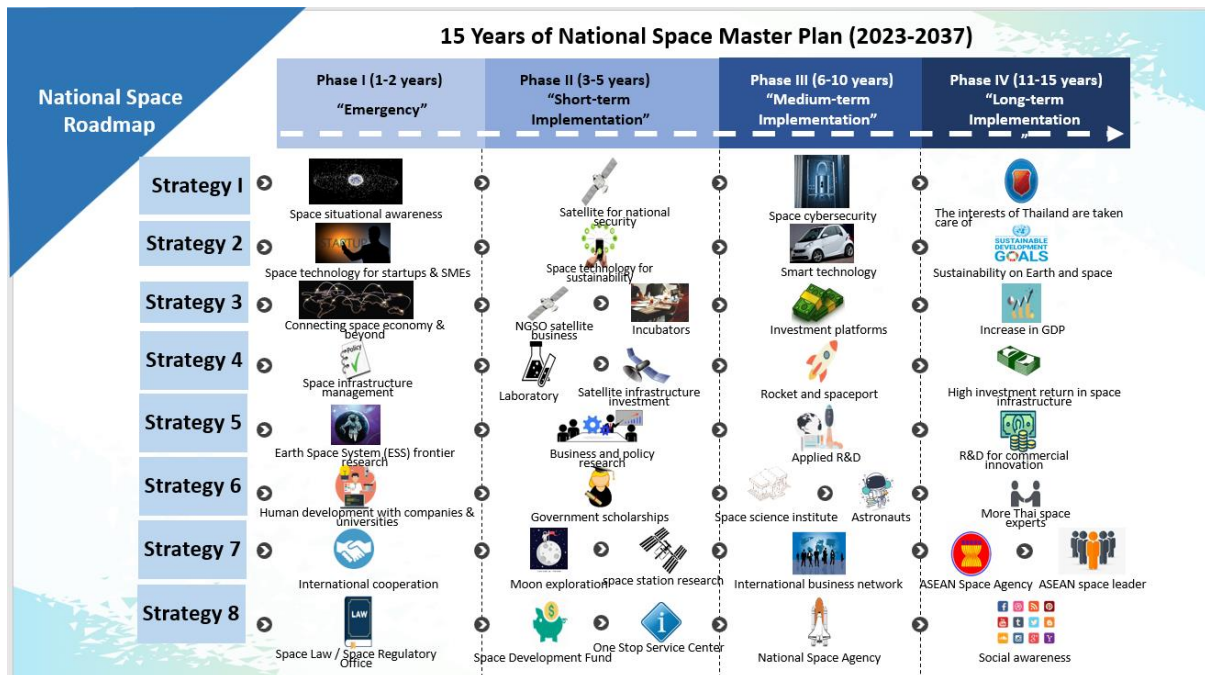 15 Years of National Space Master Plan (2023-2037)
National Space
Roadmap
Phase I (1-2 years)
“Emergency”
Phase II (3-5 years)
“Short-term
Implementation”
Phase III (6-10 years)
“Medium-term
Implementation”
Phase IV (11-15 years)
“Long-term
Implementation
”
Strategy I
Space situational awareness
Satellite for national
security
Space cybersecurity
The interests of Thailand are taken
care of
Strategy 2
STARTUP
Space technology for startups & SMEs
Space technology for
sustainability
Smart technology
SUSTAINABLE
DEVELOPMENT
GOALS
Sustainability on Earth and space
Strategy 3
Connecting space economy &
beyond
NGSO satellite
business
Incubators
Investment platforms
Increase in GDP
Strategy 4
Policy
Space infrastructure
management
Laboratory
Satellite infrastructure
investment
Rocket and spaceport
High investment return in space
infrastructure
Strategy 5
Earth Space System (ESS) frontier
research
Business and policy
research
Applied R&D
R&D for commercial
innovation
Strategy 6
Human development with companies &
universities
Government scholarships
Space science institute
Astronauts
More Thai space
experts
Strategy 7
International cooperation
Moon exploration
space station research
International business network
ASEAN Space Agency
ASEAN space leader
Strategy 8
LAW
Space Law / Space Regulatory
Office
Space Development Fund
One Stop Service Center
National Space Agency
Social awareness